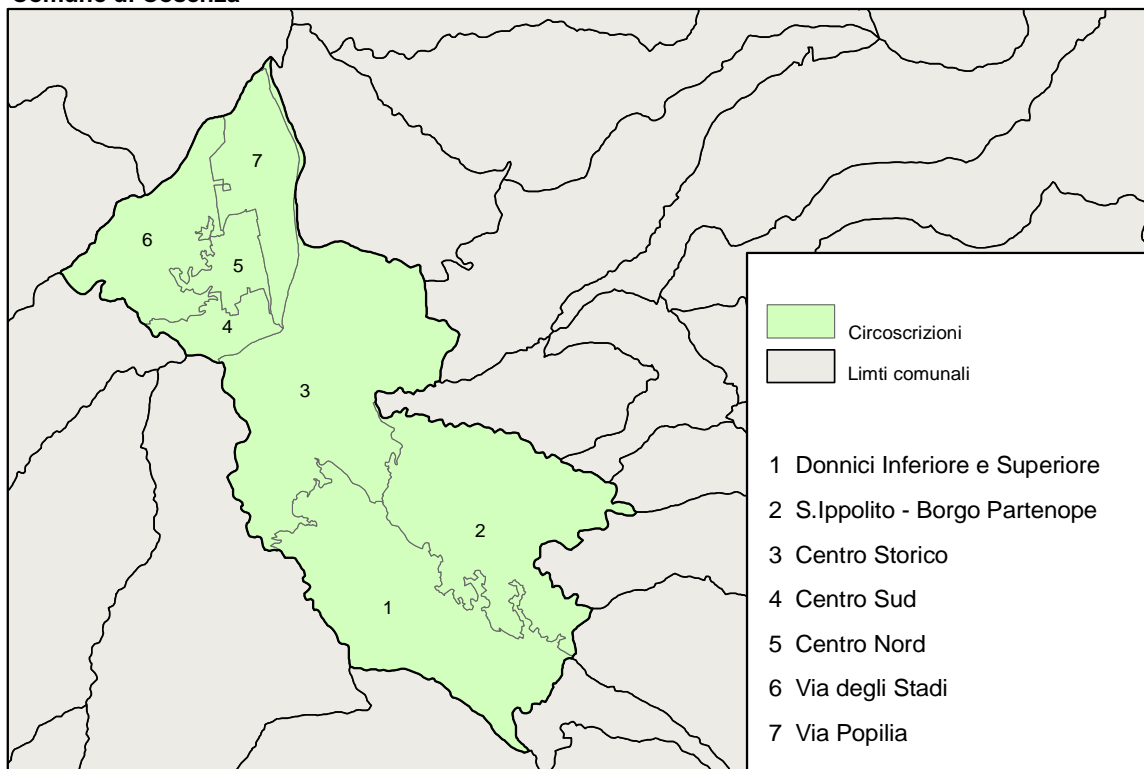 Comune di Cosenza
7
6
5
4
3
2
1
Circoscrizioni
Limti comunali
1 Donnici Inferiore e Superiore
2 S.Ippolito - Borgo Partenope
3 Centro Storico
4 Centro Sud
5 Centro Nord
6 Via degli Stadi
7 Via Popilia